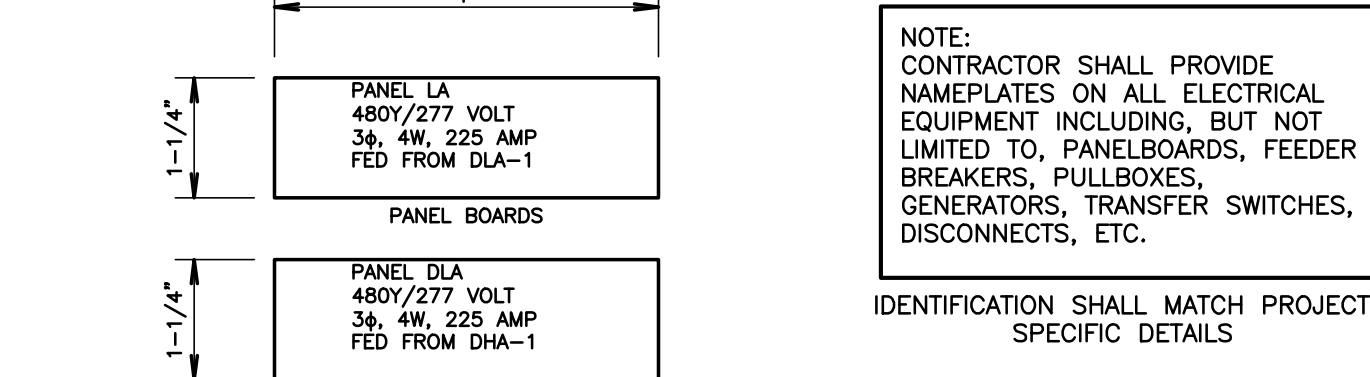 1-1/4"
PANEL LA
480Y/277 VOLT
3ϕ, 4W, 225 AMP
FED FROM DLA-1
PANEL BOARDS
1-1/4"
PANEL DLA
480Y/277 VOLT
3ϕ, 4W, 225 AMP
FED FROM DHA-1
NOTE:
CONTRACTOR SHALL PROVIDE
NAMEPLATES ON ALL ELECTRICAL
EQUIPMENT INCLUDING, BUT NOT
LIMITED TO, PANELBOARDS, FEEDER
BREAKERS, PULLBOXES,
GENERATORS, TRANSFER SWITCHES,
DISCONNECTS, ETC.
IDENTIFICATION SHALL MATCH PROJECT
SPECIFIC DETAILS